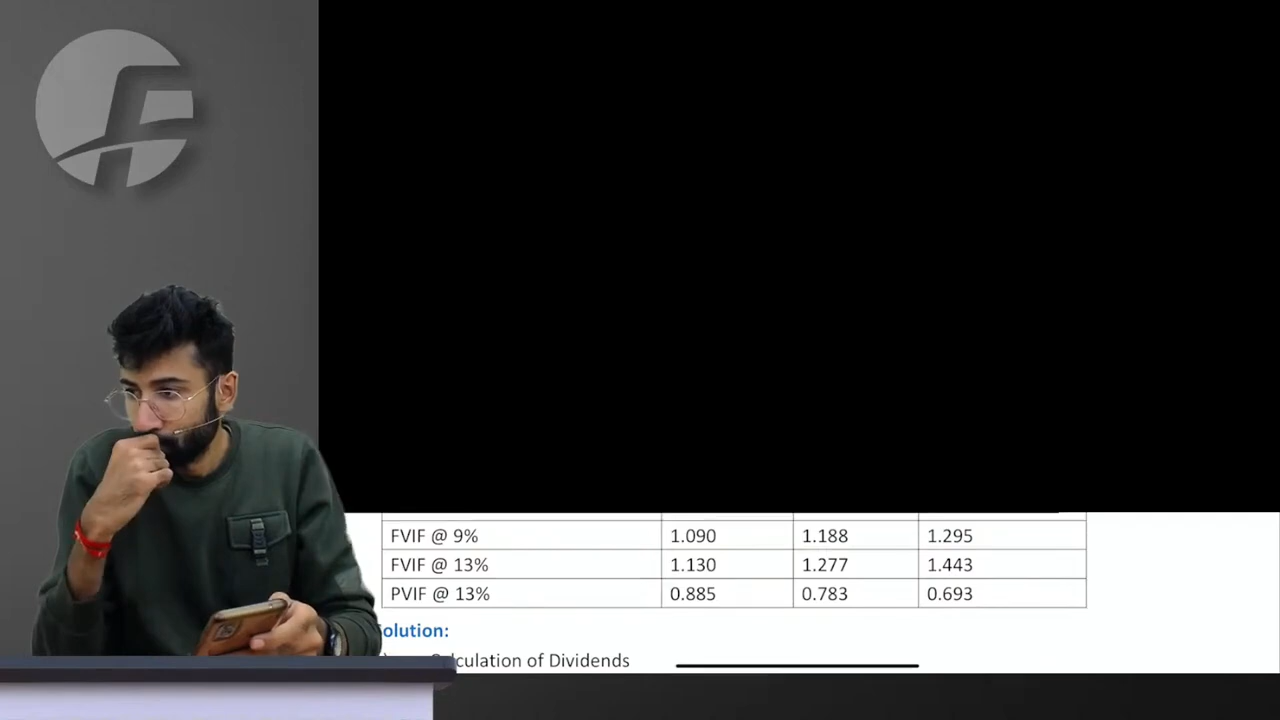 FVIF @ 9% 1.090 1.188 1.295
FVIF @ 13% 1.130 1.277 1.443
PVIF @ 13% 0.885 0.783 0.693
olution:
Calculation of Dividends